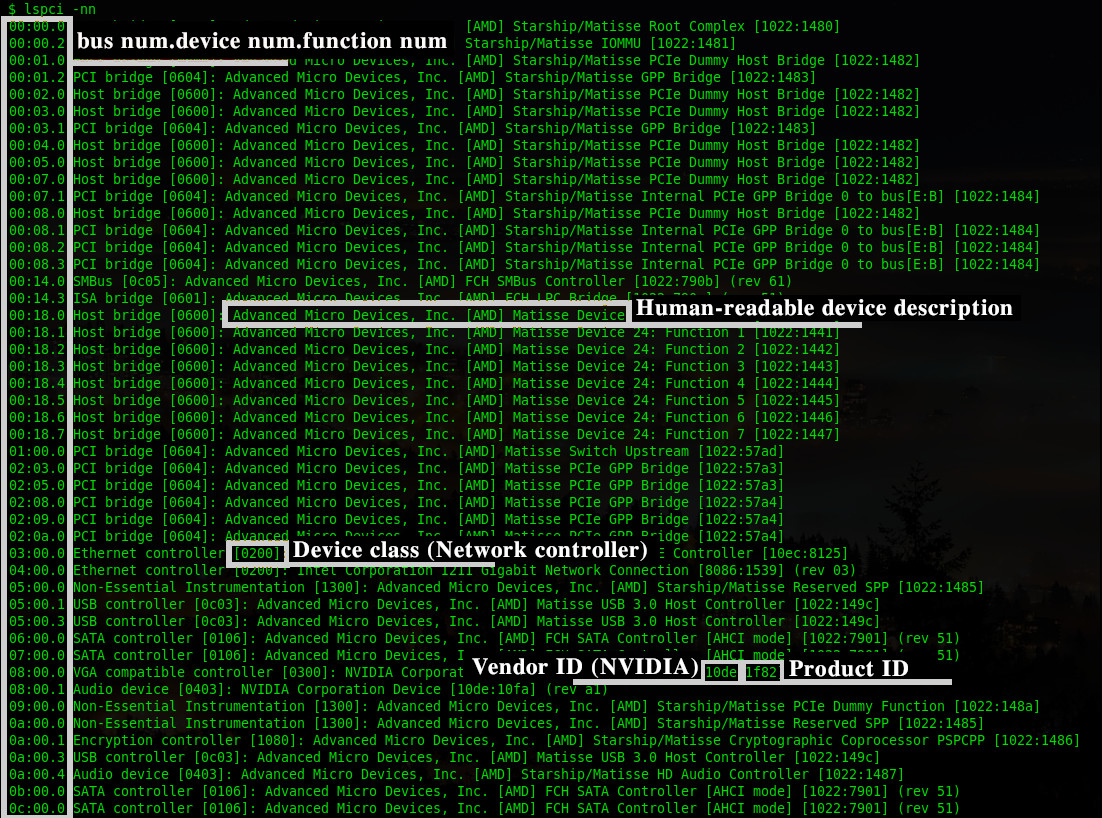 $ lspci -nn
00:00.0 [AMD] Starship/Matisse Root Complex [1022:1480]
bus num.device num.function num
00:00.2 Starship/Matisse IOMMU [1022:1481]
00:01.0 Micro Devices, Inc. [AMD] Starship/Matisse PCIe Dummy Host Bridge [1022:1482]
00:01.2 PCI bridge [0604]: Advanced Micro Devices, Inc. [AMD] Starship/Matisse GPP Bridge [1022:1483]
00:02.0 Host bridge [0600]: Advanced Micro Devices, Inc. [AMD] Starship/Matisse PCIe Dummy Host Bridge [1022:1482]
00:03.0 Host bridge [0600]: Advanced Micro Devices, Inc. [AMD] Starship/Matisse PCIe Dummy Host Bridge [1022:1482]
00:03.1 PCI bridge [0604]: Advanced Micro Devices, Inc. [AMD] Starship/Matisse GPP Bridge [1022:1483]
00:04.0 Host bridge [0600]: Advanced Micro Devices, Inc. [AMD] Starship/Matisse PCIe Dummy Host Bridge [1022:1482]
00:05.0 Host bridge [0600]: Advanced Micro Devices, Inc. [AMD] Starship/Matisse PCIe Dummy Host Bridge [1022:1482]
00:07.0 Host bridge [0600]: Advanced Micro Devices, Inc. [AMD] Starship/Matisse PCIe Dummy Host Bridge [1022:1482]
00:07.1 PCI bridge [0604]: Advanced Micro Devices, Inc. [AMD] Starship/Matisse Internal PCIe GPP Bridge 0 to bus[E:B] [1022:1484]
00:08.0 Host bridge [0600]: Advanced Micro Devices, Inc. [AMD] Starship/Matisse PCIe Dummy Host Bridge [1022:1482]
00:08.1 PCI bridge [0604]: Advanced Micro Devices, Inc. [AMD] Starship/Matisse Internal PCIe GPP Bridge 0 to bus[E:B] [1022:1484]
00:08.2 PCI bridge [0604]: Advanced Micro Devices, Inc. [AMD] Starship/Matisse Internal PCIe GPP Bridge 0 to bus[E:B] [1022:1484]
00:08.3 PCI bridge [0604]: Advanced Micro Devices, Inc. [AMD] Starship/Matisse Internal PCIe GPP Bridge 0 to bus[E:B] [1022:1484]
00:14.0 SMBus [0c05]: Advanced Micro Devices, Inc. [AMD] FCH SMBus Controller [1022:790b] (rev 61)
00:14.3 ISA bridge [0601]: Advanced Micro Devices, Inc. [AMD] FCH LPC Bridge
00:18.0 Host bridge [0600]: Advanced Micro Devices, Inc. [AMD] Matisse Device Human-readable device description
00:18.1 Host bridge [0600]: Advanced Micro Devices, Inc. [AMD] Matisse Device 24: Function 1 [1022:1441]
00:18.2 Host bridge [0600]: Advanced Micro Devices, Inc. [AMD] Matisse Device 24: Function 2 [1022:1442]
00:18.3 Host bridge [0600]: Advanced Micro Devices, Inc. [AMD] Matisse Device 24: Function 3 [1022:1443]
00:18.4 Host bridge [0600]: Advanced Micro Devices, Inc. [AMD] Matisse Device 24: Function 4 [1022:1444]
00:18.5 Host bridge [0600]: Advanced Micro Devices, Inc. [AMD] Matisse Device 24: Function 5 [1022:1445]
00:18.6 Host bridge [0600]: Advanced Micro Devices, Inc. [AMD] Matisse Device 24: Function 6 [1022:1446]
00:18.7 Host bridge [0600]: Advanced Micro Devices, Inc. [AMD] Matisse Device 24: Function 7 [1022:1447]
01:00.0 PCI bridge [0604]: Advanced Micro Devices, Inc. [AMD] Matisse Switch Upstream [1022:57ad]
02:03.0 PCI bridge [0604]: Advanced Micro Devices, Inc. [AMD] Matisse PCIe GPP Bridge [1022:57a3]
02:05.0 PCI bridge [0604]: Advanced Micro Devices, Inc. [AMD] Matisse PCIe GPP Bridge [1022:57a3]
02:08.0 PCI bridge [0604]: Advanced Micro Devices, Inc. [AMD] Matisse PCIe GPP Bridge [1022:57a4]
02:09.0 PCI bridge [0604]: Advanced Micro Devices, Inc. [AMD] Matisse PCIe GPP Bridge [1022:57a4]
02:0a.0 PCI bridge [0604]: Advanced Micro Devices, Inc. [AMD] Matisse PCIe GPP Bridge [1022:57a4]
03:00.0 Ethernet controller [0200] Device class (Network controller) E Controller [10ec:8125]
04:00.0 Ethernet controller [0200]: Intel Corporation I211 Gigabit Network Connection [8086:1539] (rev 03)
05:00.0 Non-Essential Instrumentation [1300]: Advanced Micro Devices, Inc. [AMD] Starship/Matisse Reserved SPP [1022:1485]
05:00.1 USB controller [0c03]: Advanced Micro Devices, Inc. [AMD] Matisse USB 3.0 Host Controller [1022:149c]
05:00.3 USB controller [0c03]: Advanced Micro Devices, Inc. [AMD] Matisse USB 3.0 Host Controller [1022:149c]
06:00.0 SATA controller [0106]: Advanced Micro Devices, Inc. [AMD] FCH SATA Controller [AHCI mode] [1022:7901] (rev 51)
07:00.0 SATA controller [0106]: Advanced Micro Devices, Inc. 51)
08:00.0 VGA compatible controller [0300]: NVIDIA Corporat Vendor ID (NVIDIA) 10de 1f82 Product ID
08:00.1 Audio device [0403]: NVIDIA Corporation Device [10de:10fa] (rev a1)
09:00.0 Non-Essential Instrumentation [1300]: Advanced Micro Devices, Inc. [AMD] Starship/Matisse PCIe Dummy Function [1022:148a]
0a:00.0 Non-Essential Instrumentation [1300]: Advanced Micro Devices, Inc. [AMD] Starship/Matisse Reserved SPP [1022:1485]
0a:00.1 Encryption controller [1080]: Advanced Micro Devices, Inc. [AMD] Starship/Matisse Cryptographic Coprocessor PSPCPP [1022:1486]
0a:00.3 USB controller [0c03]: Advanced Micro Devices, Inc. [AMD] Matisse USB 3.0 Host Controller [1022:149c]
0a:00.4 Audio device [0403]: Advanced Micro Devices, Inc. [AMD] Starship/Matisse HD Audio Controller [1022:1487]
0b:00.0 SATA controller [0106]: Advanced Micro Devices, Inc. [AMD] FCH SATA Controller [AHCI mode] [1022:7901] (rev 51)
0c:00.0 SATA controller [0106]: Advanced Micro Devices, Inc. [AMD] FCH SATA Controller [AHCI mode] [1022:7901] (rev 51)